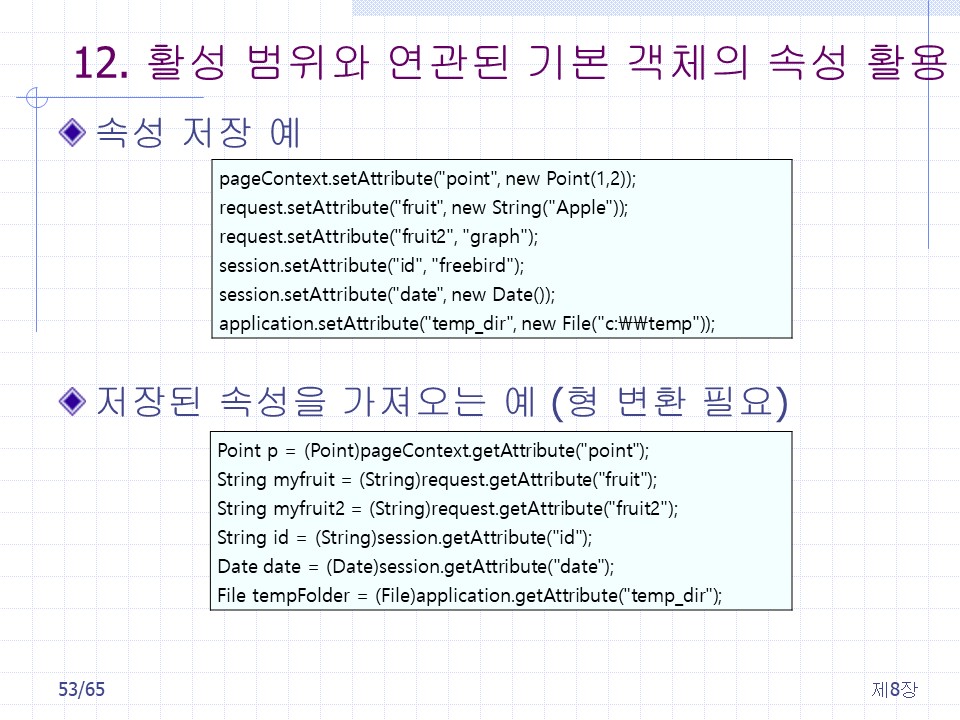 12. 활성 범위와 연관된 기본 객체의 속성 활용
속성 저장 예
pageContext.setAttribute("point", new Point(1,2));
request.setAttribute("fruit", new String("Apple"));
request.setAttribute("fruit2", "graph");
session.setAttribute("id", "freebird");
session.setAttribute("date", new Date());
application.setAttribute("temp_dir", new File("c:₩₩temp"));
저장된 속성을 가져오는 예 (형 변환 필요)
Point p = (Point)pageContext.getAttribute("point");
String myfruit = (String)request.getAttribute("fruit");
String myfruit2 = (String)request.getAttribute("fruit2");
String id = (String)session.getAttribute("id");
Date date = (Date)session.getAttribute("date");
File tempFolder = (File)application.getAttribute("temp_dir");
53/65
제8장